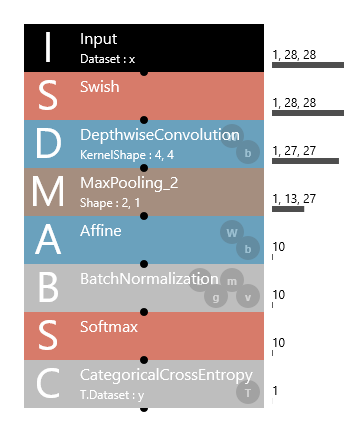 I Input 1, 28, 28
Dataset : x
S Swish 1, 28, 28
D DepthwiseConvolution W 1, 27, 27
KernelShape : 4, 4 b
M MaxPooling_2 1, 13, 27
Shape : 2, 1
A Affine W 10
b
B BatchNormalization m 10
g v
S Softmax 10
C CategoricalCrossEntropy 1
T.Dataset : y T